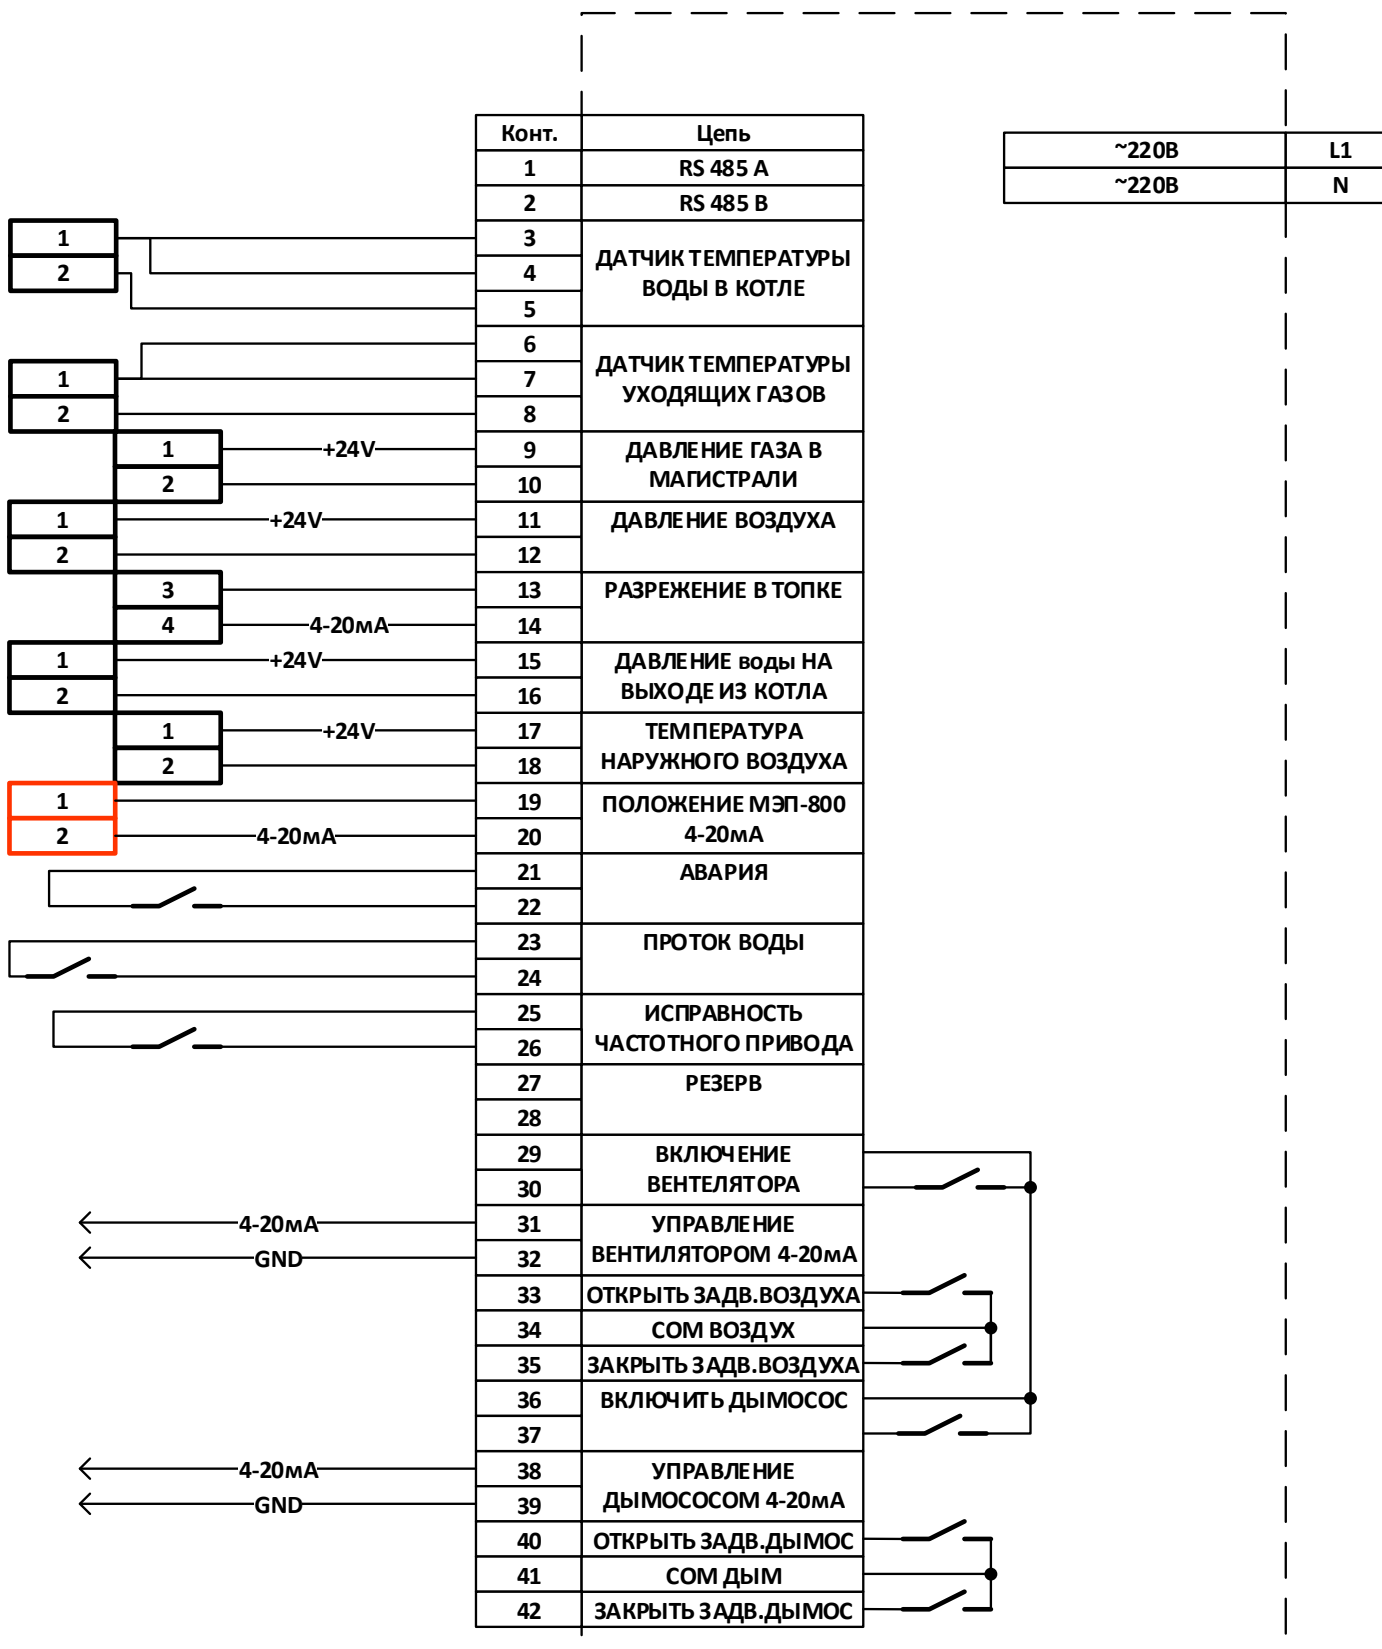 Конт. Цепь
~220В L1
1 RS 485 A
~220В N
2 RS 485 B
1 3
ДАТЧИК ТЕМПЕРАТУРЫ
2 4
ВОДЫ В КОТЛЕ
5
6
ДАТЧИК ТЕМПЕРАТУРЫ
1 7
УХОДЯЩИХ ГАЗОВ
2 8
1 +24V 9 ДАВЛЕНИЕ ГАЗА В
2 10 МАГИСТРАЛИ
1 +24V 11 ДАВЛЕНИЕ ВОЗДУХА
2 12
3 13 РАЗРЕЖЕНИЕ В ТОПКЕ
4 4-20мА 14
1 +24V 15 ДАВЛЕНИЕ воды НА
2 16 ВЫХОДЕ ИЗ КОТЛА
1 +24V 17 ТЕМПЕРАТУРА
2 18 НАРУЖНОГО ВОЗДУХА
1 19 ПОЛОЖЕНИЕ МЭП-800
2 4-20мА 20 4-20мА
21 АВАРИЯ
22
23 ПРОТОК ВОДЫ
24
25 ИСПРАВНОСТЬ
26 ЧАСТОТНОГО ПРИВОДА
27 РЕЗЕРВ
28
29 ВКЛЮЧЕНИЕ
30 ВЕНТЕЛЯТОРА
4-20мА 31 УПРАВЛЕНИЕ
GND 32 ВЕНТИЛЯТОРОМ 4-20мА
33 ОТКРЫТЬ ЗАДВ.ВОЗДУХА
34 COM ВОЗДУХ
35 ЗАКРЫТЬ ЗАДВ.ВОЗДУХА
36 ВКЛЮЧИТЬ ДЫМОСОС
37
4-20мА 38 УПРАВЛЕНИЕ
GND 39 ДЫМОСОСОМ 4-20мА
40 ОТКРЫТЬ ЗАДВ.ДЫМОС
41 COM ДЫМ
42 ЗАКРЫТЬ ЗАДВ.ДЫМОС